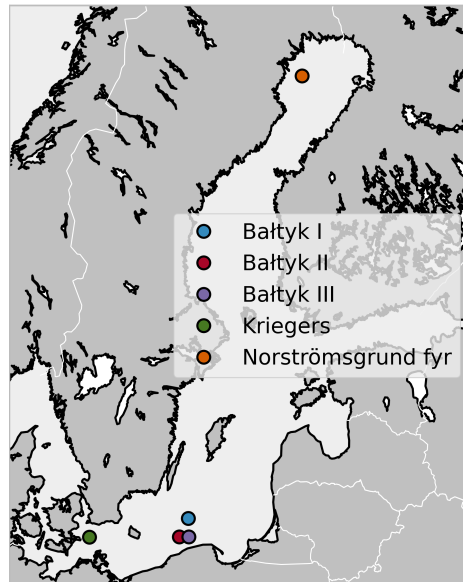 Bałtyk I
Bałtyk II
Bałtyk III
Kriegers
Norströmsgrund fyr